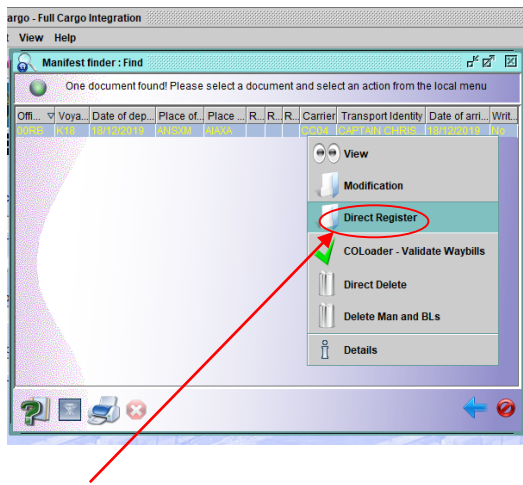 argo - Full Cargo Integration
View Help
Manifest finder : Find
One document found! Please select a document and select an action from the local menu
Offi... Voya... Date of dep... Place of... Place ... R... R... R... Carrier Transport Identity Date of arri... Writ...
00RB K18 18/12/2019 ANSXM AIAXA CC04 CAPTAIN CHRIS 18/12/2019 No
View
Modification
Direct Register
COLoader - Validate Waybills
Direct Delete
Delete Man and BLs
Details